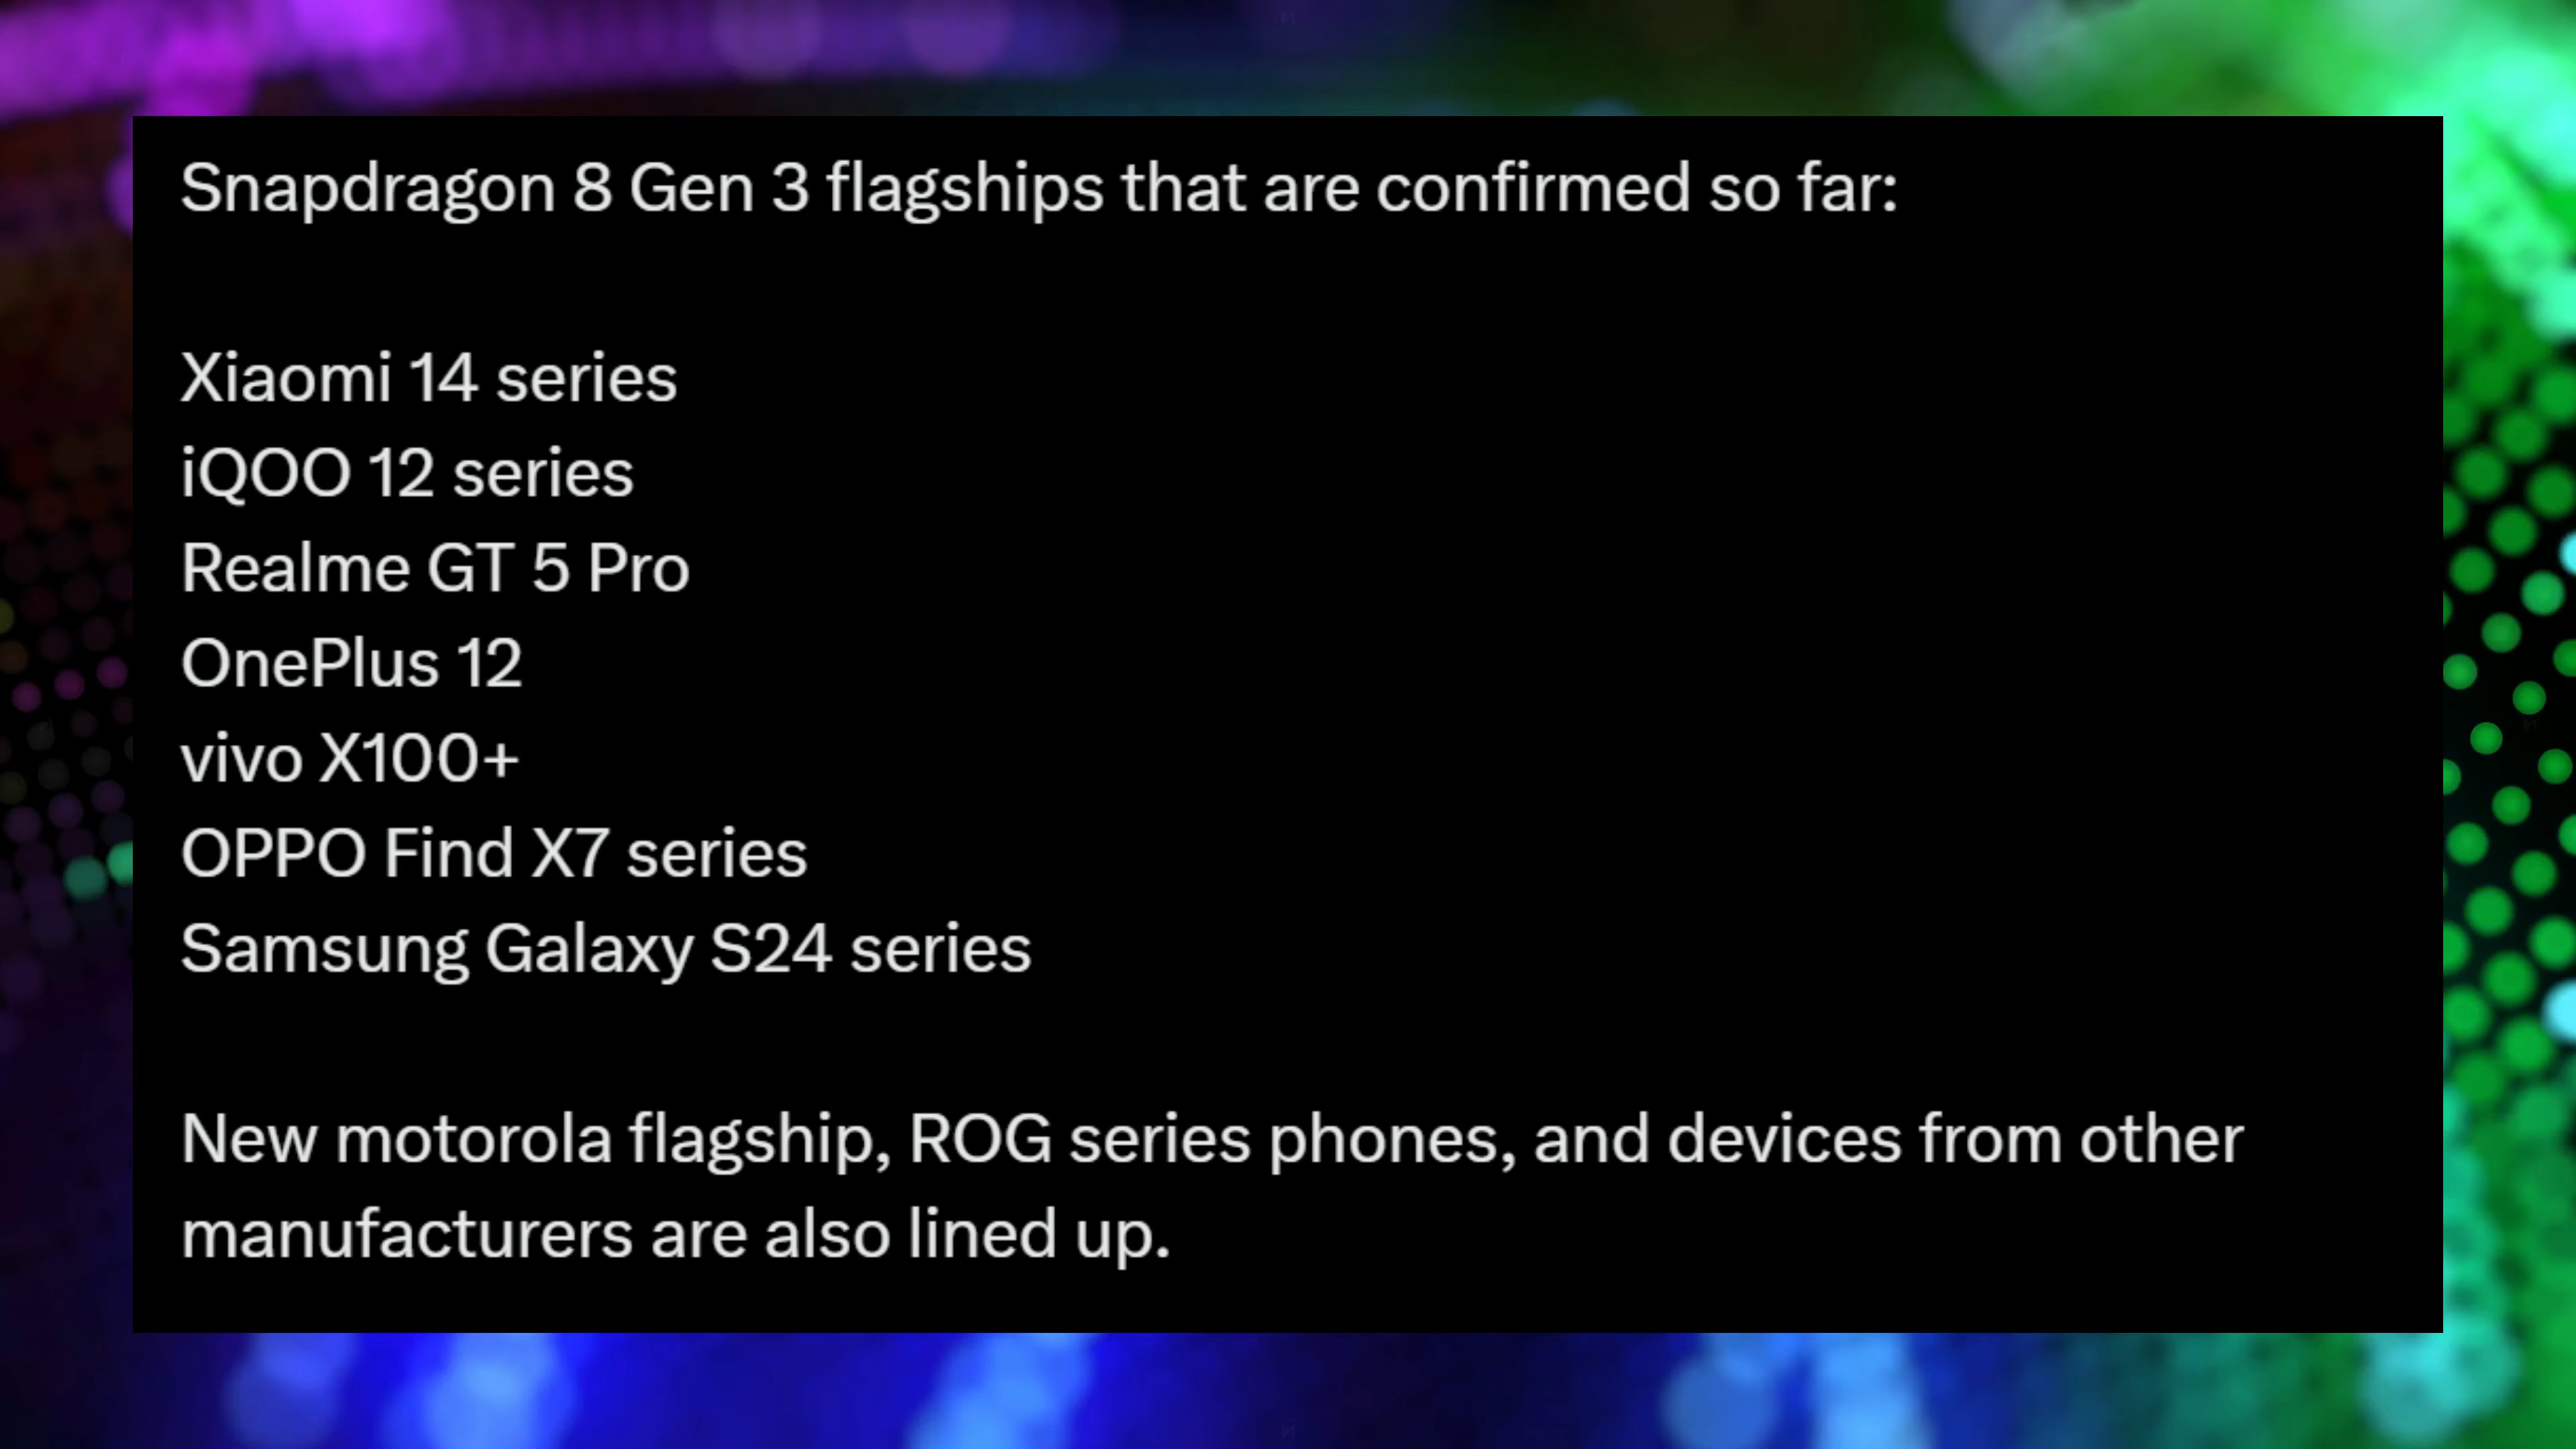 Snapdragon 8 Gen 3 flagships that are confirmed so far:
Xiaomi 14 series
iQOO 12 series
Realme GT 5 Pro
OnePlus 12
vivo X100+
OPPO Find X7 series
Samsung Galaxy S24 series
New motorola flagship, ROG series phones, and devices from other
manufacturers are also lined up.